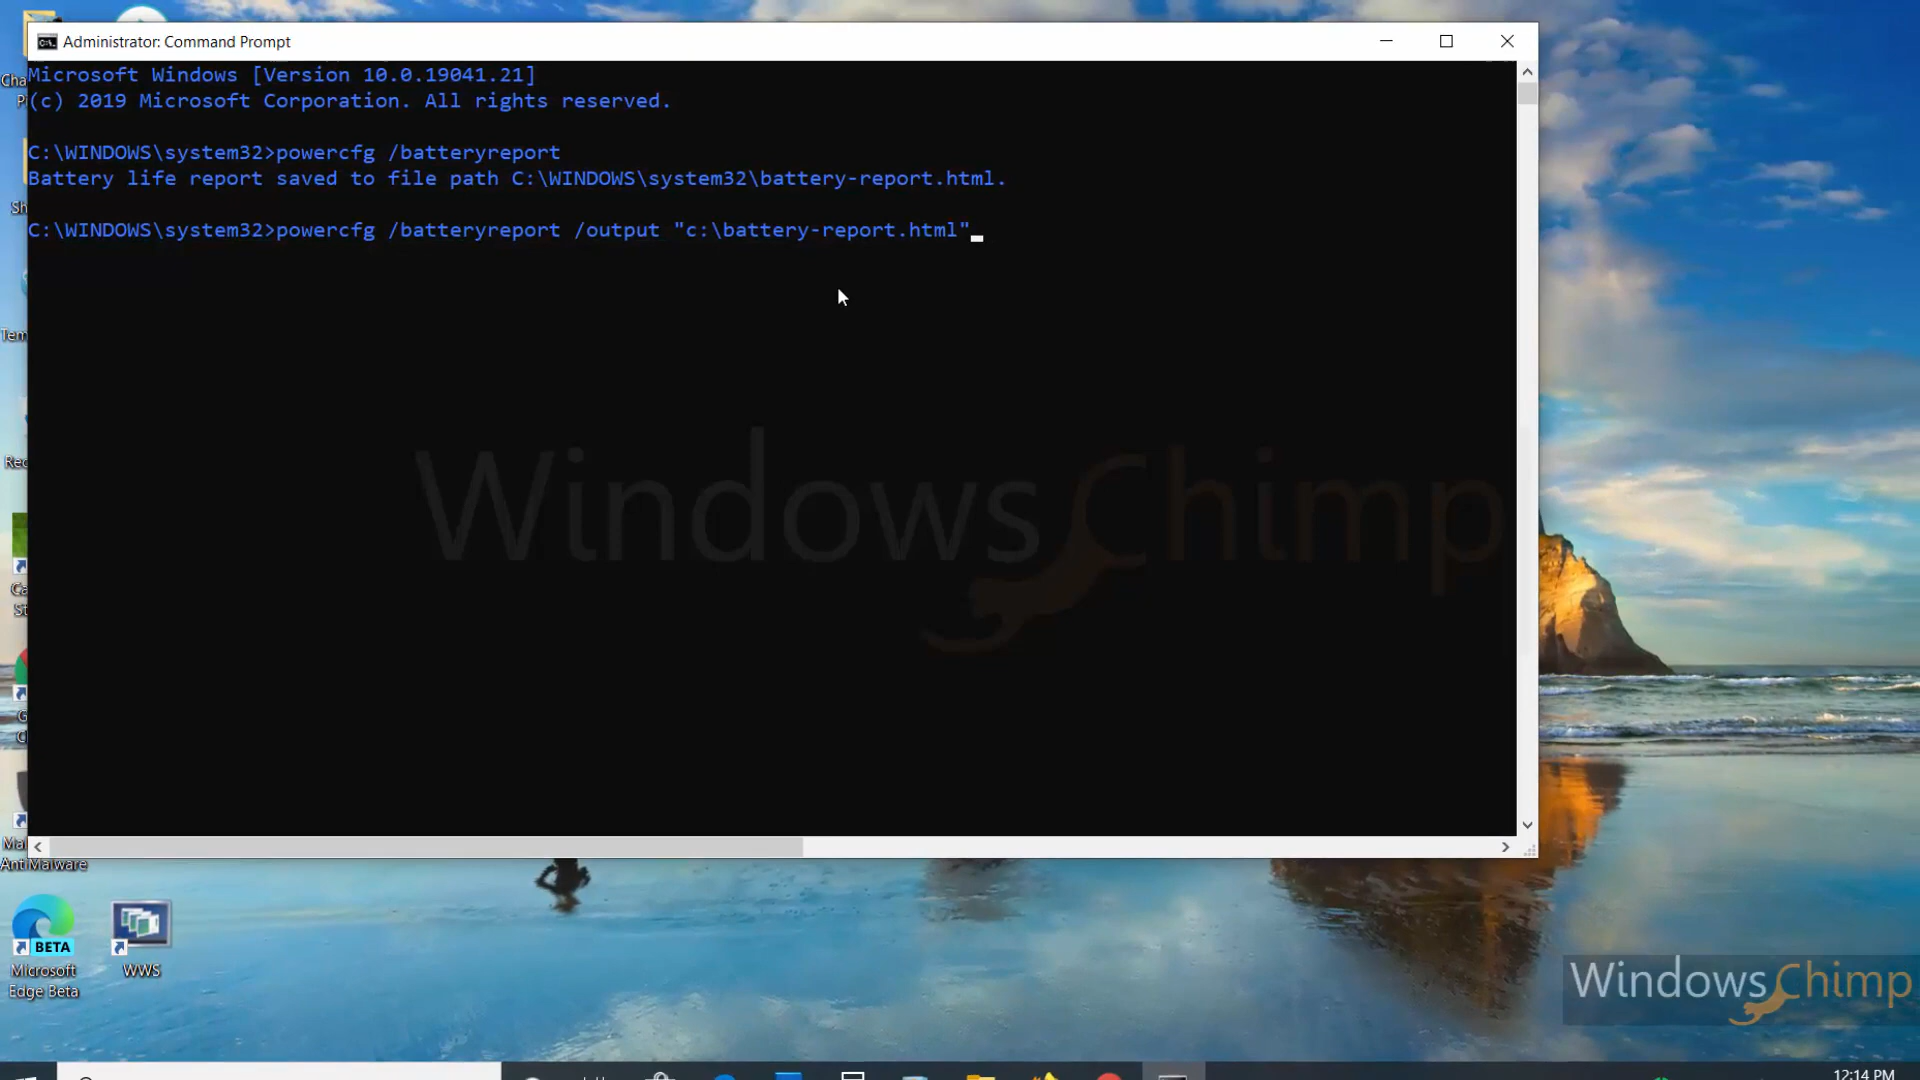 Administrator: Command Prompt
Microsoft Windows [Version 10.0.19041.21]
(c) 2019 Microsoft Corporation. All rights reserved.
C:\WINDOWS\system32>powercfg /batteryreport
Battery life report saved to file path C:\WINDOWS\system32\battery-report.html.
C:\WINDOWS\system32>powercfg /batteryreport /output "c:\battery-report.html"
WindowsChimp
AntiMalware
BETA
Microsoft
Edge Beta
WWS
WindowsChimp
12:14 PM